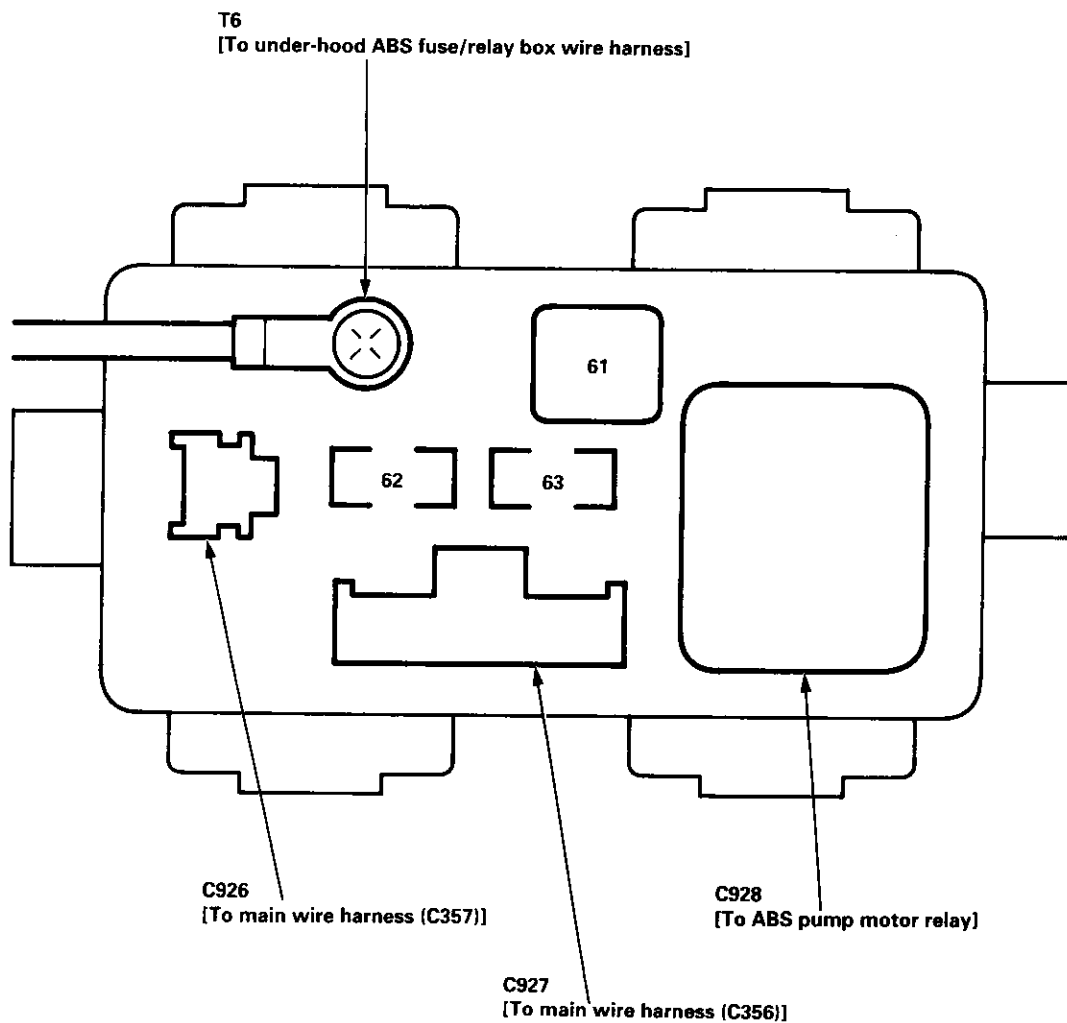 T6
[To under-hood ABS fuse/relay box wire harness]
61
62
63
C926
[To main wire harness (C357)]
C928
[To ABS pump motor relay]
C927
[To main wire harness (C356)]